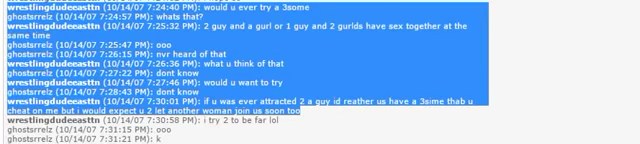 wrestlingdudeeasttn (10/14/07 7:24:40 PM): would u ever try a 3some
ghostsrrelz (10/14/07 7:24:57 PM): whats that?
wrestlingdudeeasttn (10/14/07 7:25:32 PM): 2 guy and a gurl or 1 guy and 2 gurlds have sex together at the
same time
ghostsrrelz (10/14/07 7:25:47 PM): ooo
ghostsrrelz (10/14/07 7:26:15 PM): nvr heard of that
wrestlingdudeeasttn (10/14/07 7:26:36 PM): what u think of that
ghostsrrelz (10/14/07 7:27:22 PM): dont know
wrestlingdudeeasttn (10/14/07 7:27:46 PM): would u want to try
ghostsrrelz (10/14/07 7:28:43 PM): dont know
wrestlingdudeeasttn (10/14/07 7:30:01 PM): if u was ever attracted 2 a guy id reather us have a 3sime thab u
cheat on me but i would expect u 2 let another woman join us soon too
wrestlingdudeeasttn (10/14/07 7:30:58 PM): i try 2 to be far lol
ghostsrrelz (10/14/07 7:31:15 PM): ooo
ghostsrrelz (10/14/07 7:31:21 PM): k